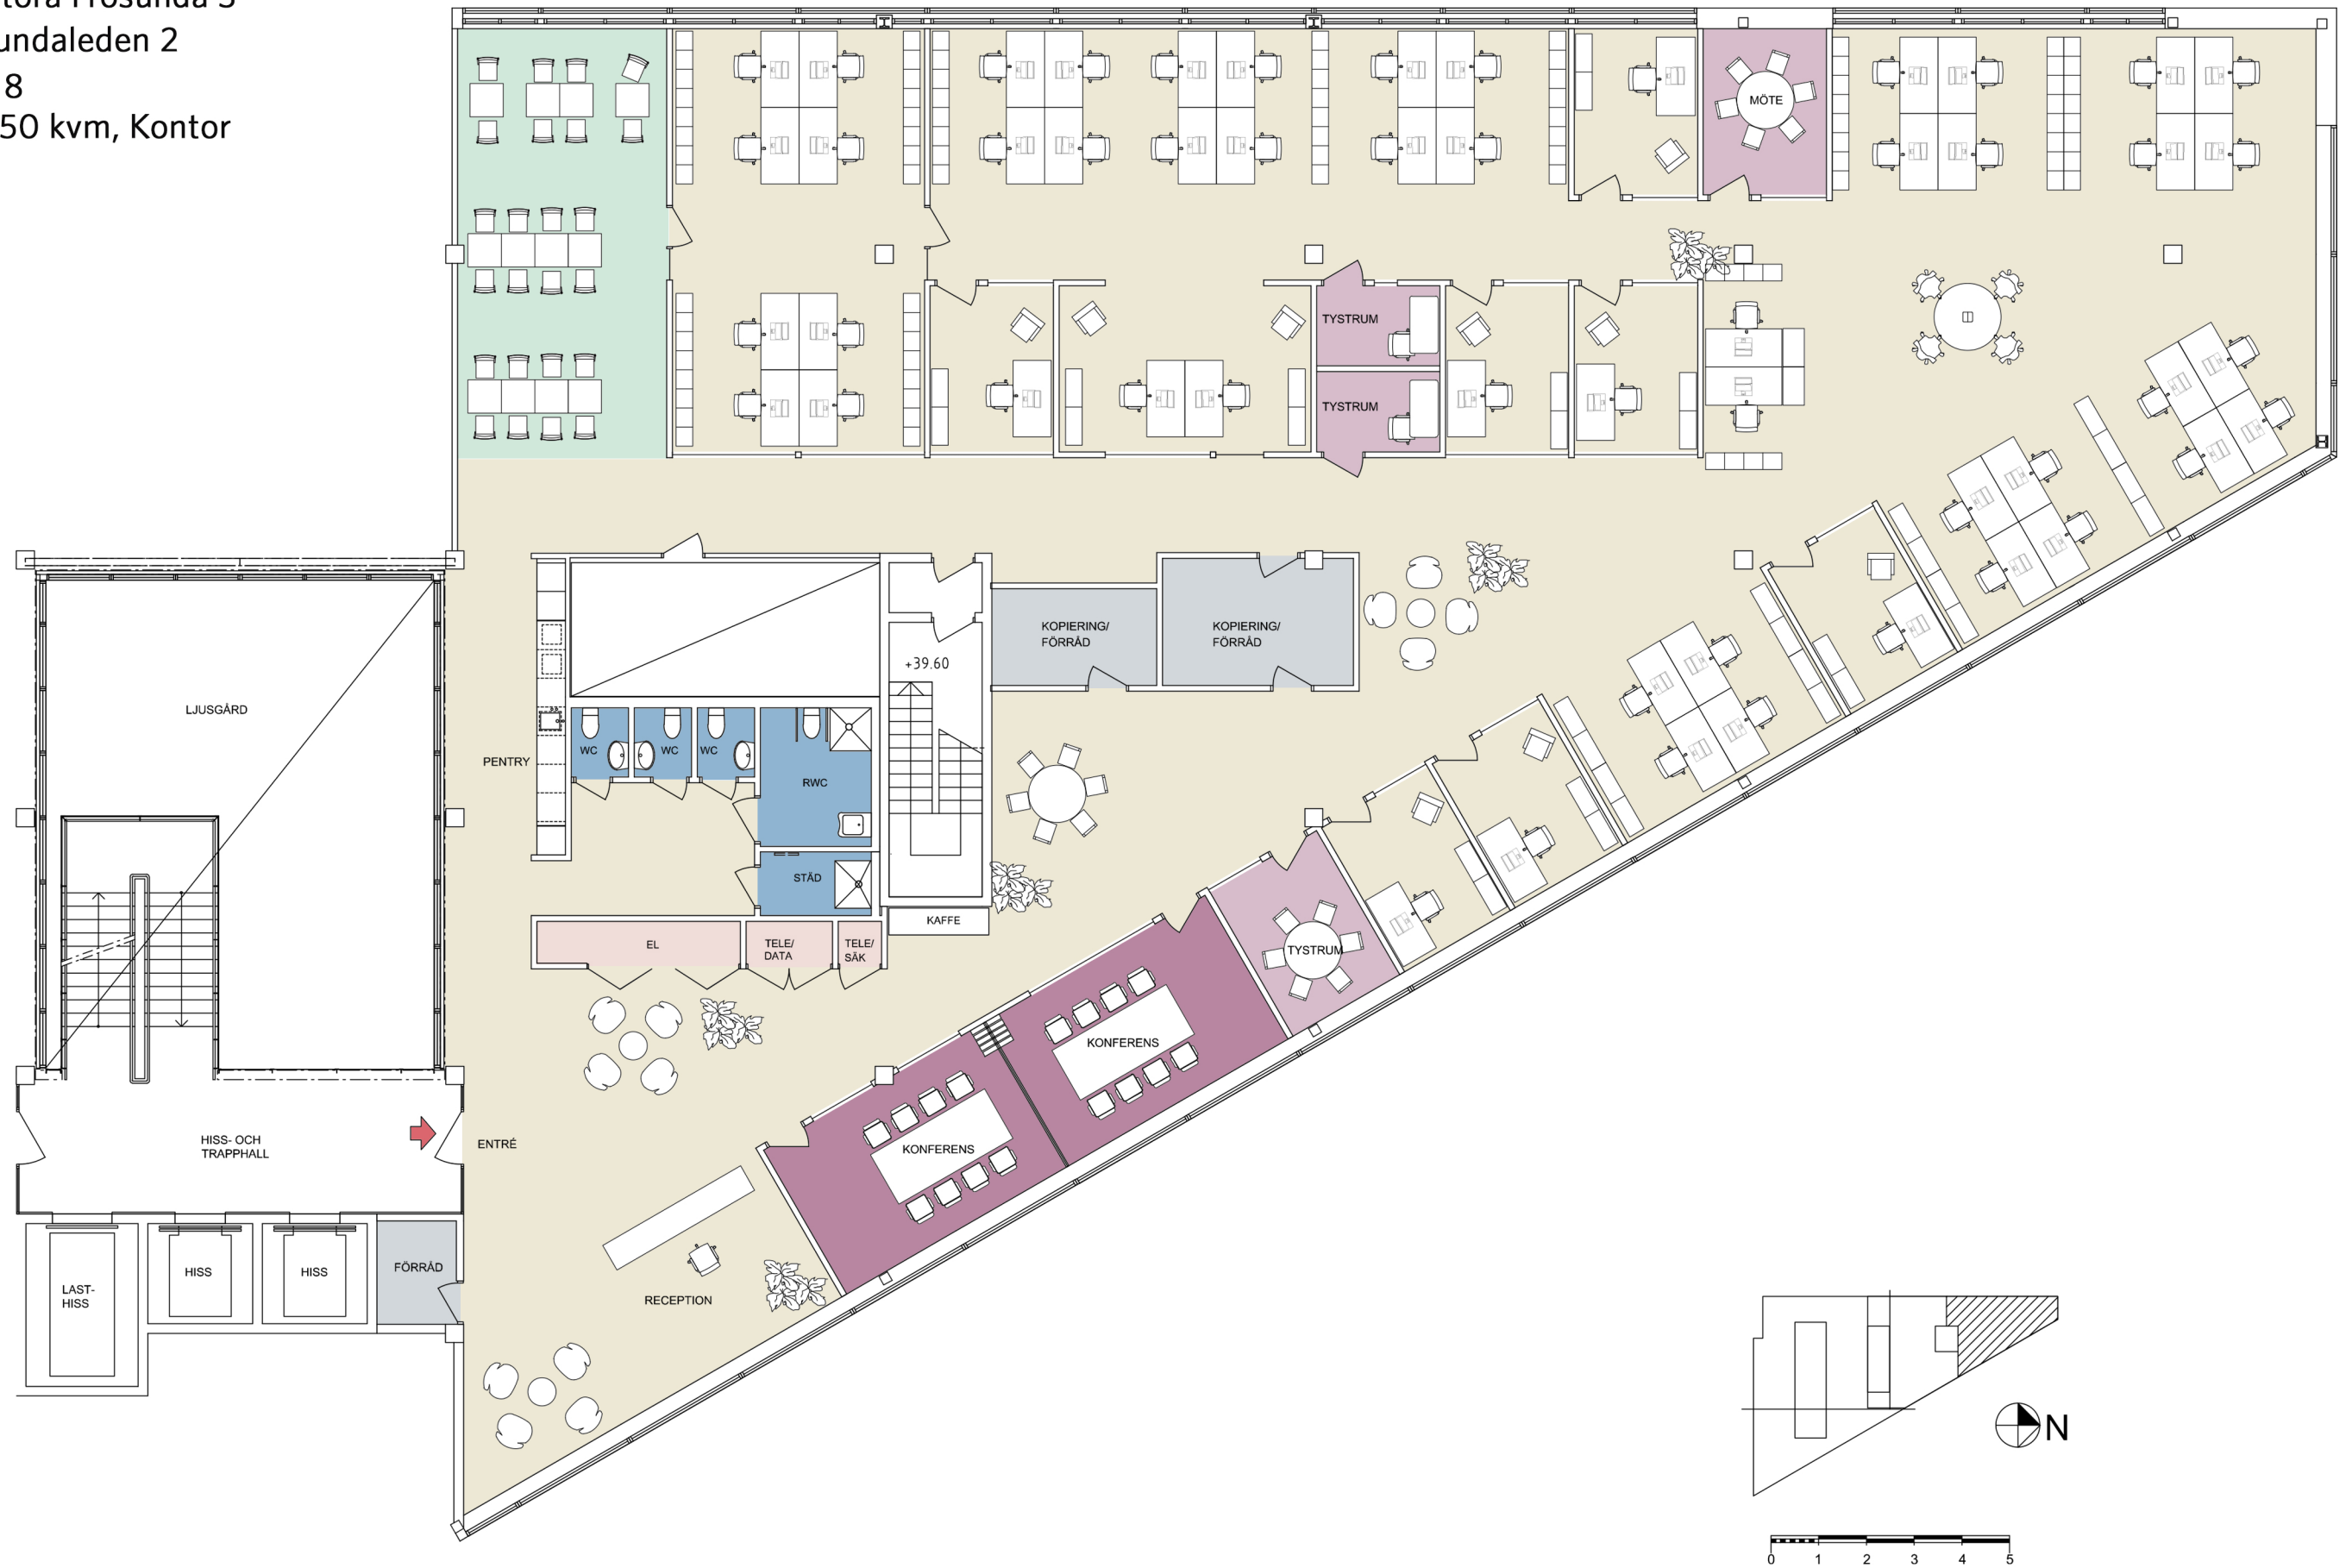 undaleden 2
8
50 kvm, Kontor
MÖTE
TYSTRUM
TYSTRUM
KOPIERING/
FÖRRÅD
KOPIERING/
FÖRRÅD
+39.60
LJUSGÅRD
PENTRY
WC
WC
WC
RWC
STÄD
KAFFE
EL
TELE/
DATA
TELE/
SÄK
TYSTRUM
KONFERENS
KONFERENS
HISS- OCH
TRAPPHALL
ENTRÉ
FÖRRÅD
HISS
HISS
LAST-
HISS
RECEPTION
N
0 1 2 3 4 5